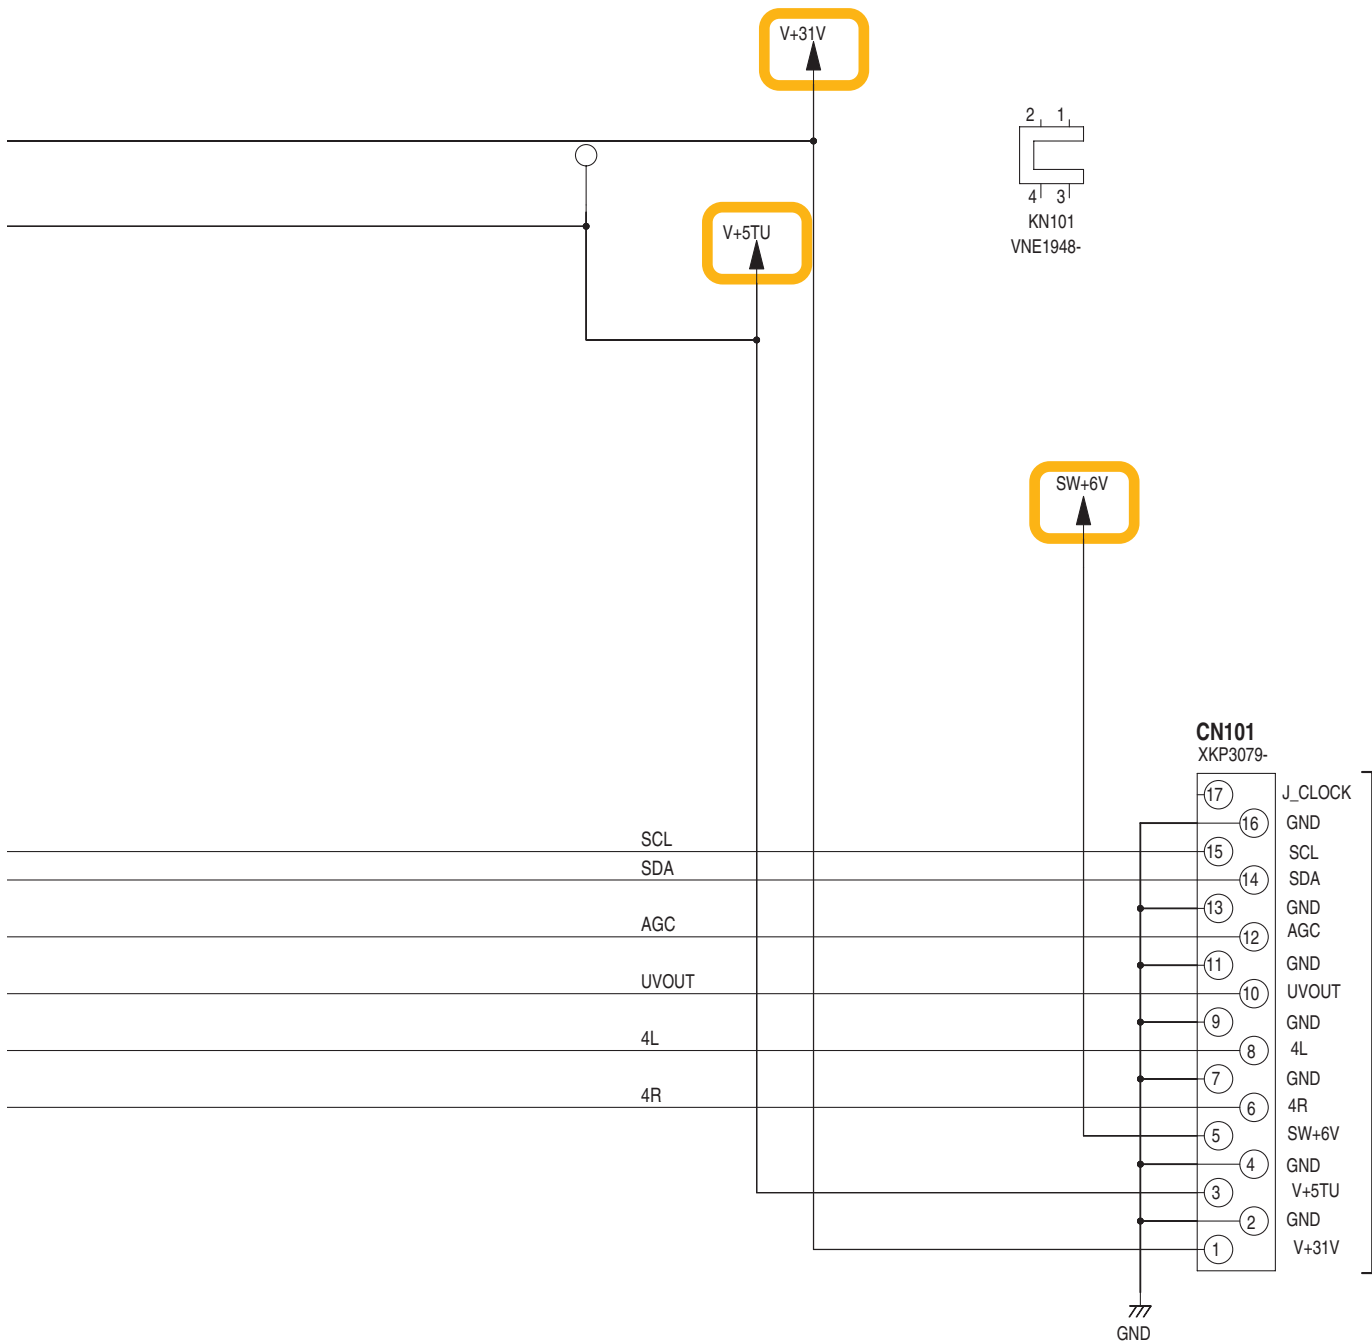 V+31V
2 1
4 3
KN101
VNE1948-
V+5TU
SW+6V
CN101
XKP3079-
17 J_CLOCK
16 GND
SCL 15 SCL
SDA 14 SDA
13 GND
AGC 12 AGC
11 GND
UVOUT 10 UVOUT
9 GND
4L 8 4L
7 GND
4R 6 4R
5 SW+6V
4 GND
3 V+5TU
2 GND
1 V+31V
GND